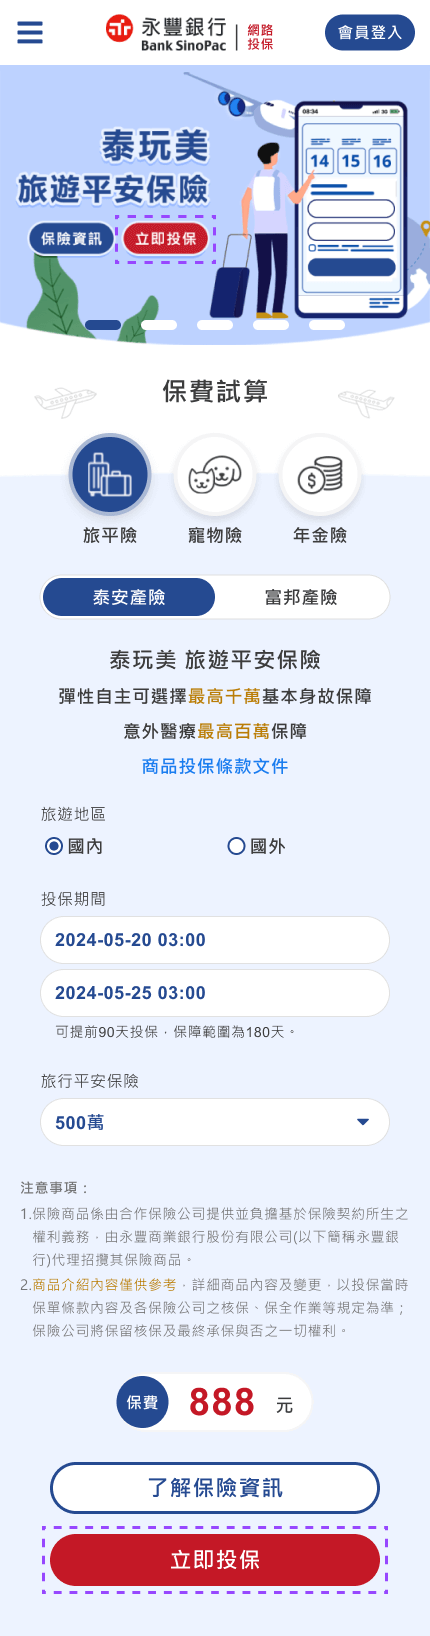 永豐銀行
Bank SinoPac
網路
投保
會員登入
泰玩美
旅遊平安保險
保險資訊
立即投保
08:34
3G
14 15 16
保費試算
旅平險
寵物險
年金險
泰安產險
富邦產險
泰玩美 旅遊平安保險
彈性自主可選擇最高千萬基本身故保障
意外醫療最高百萬保障
商品投保條款文件
旅遊地區
國內
國外
投保期間
2024-05-20 03:00
2024-05-25 03:00
可提前90天投保，保障範圍為180天。
旅行平安保險
500萬
注意事項：
1.保險商品係由合作保險公司提供並負擔基於保險契約所生之
權利義務，由永豐商業銀行股份有限公司(以下簡稱永豐銀
行)代理招攬其保險商品。
2.商品介紹內容僅供參考，詳細商品內容及變更，以投保當時
保單條款內容及各保險公司之核保、保全作業等規定為準；
保險公司將保留核保及最終承保與否之一切權利。
保費
888
元
了解保險資訊
立即投保